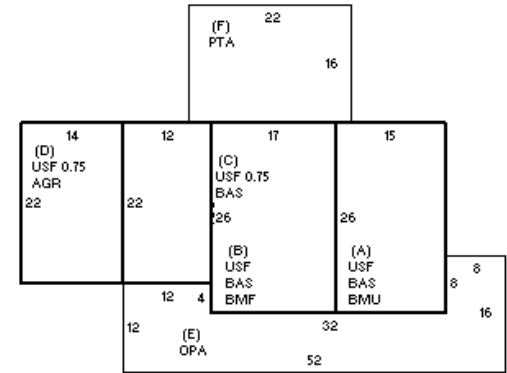 22
(F)
PTA
16
14
12
17
15
(D)
USF 0.75
AGR
(C)
USF 0.75
BAS
22
22
26
26
(B)
USF
BAS
BMF
(A)
USF
BAS
BMU
8
8
12
4
16
12
32
(E)
OPA
52